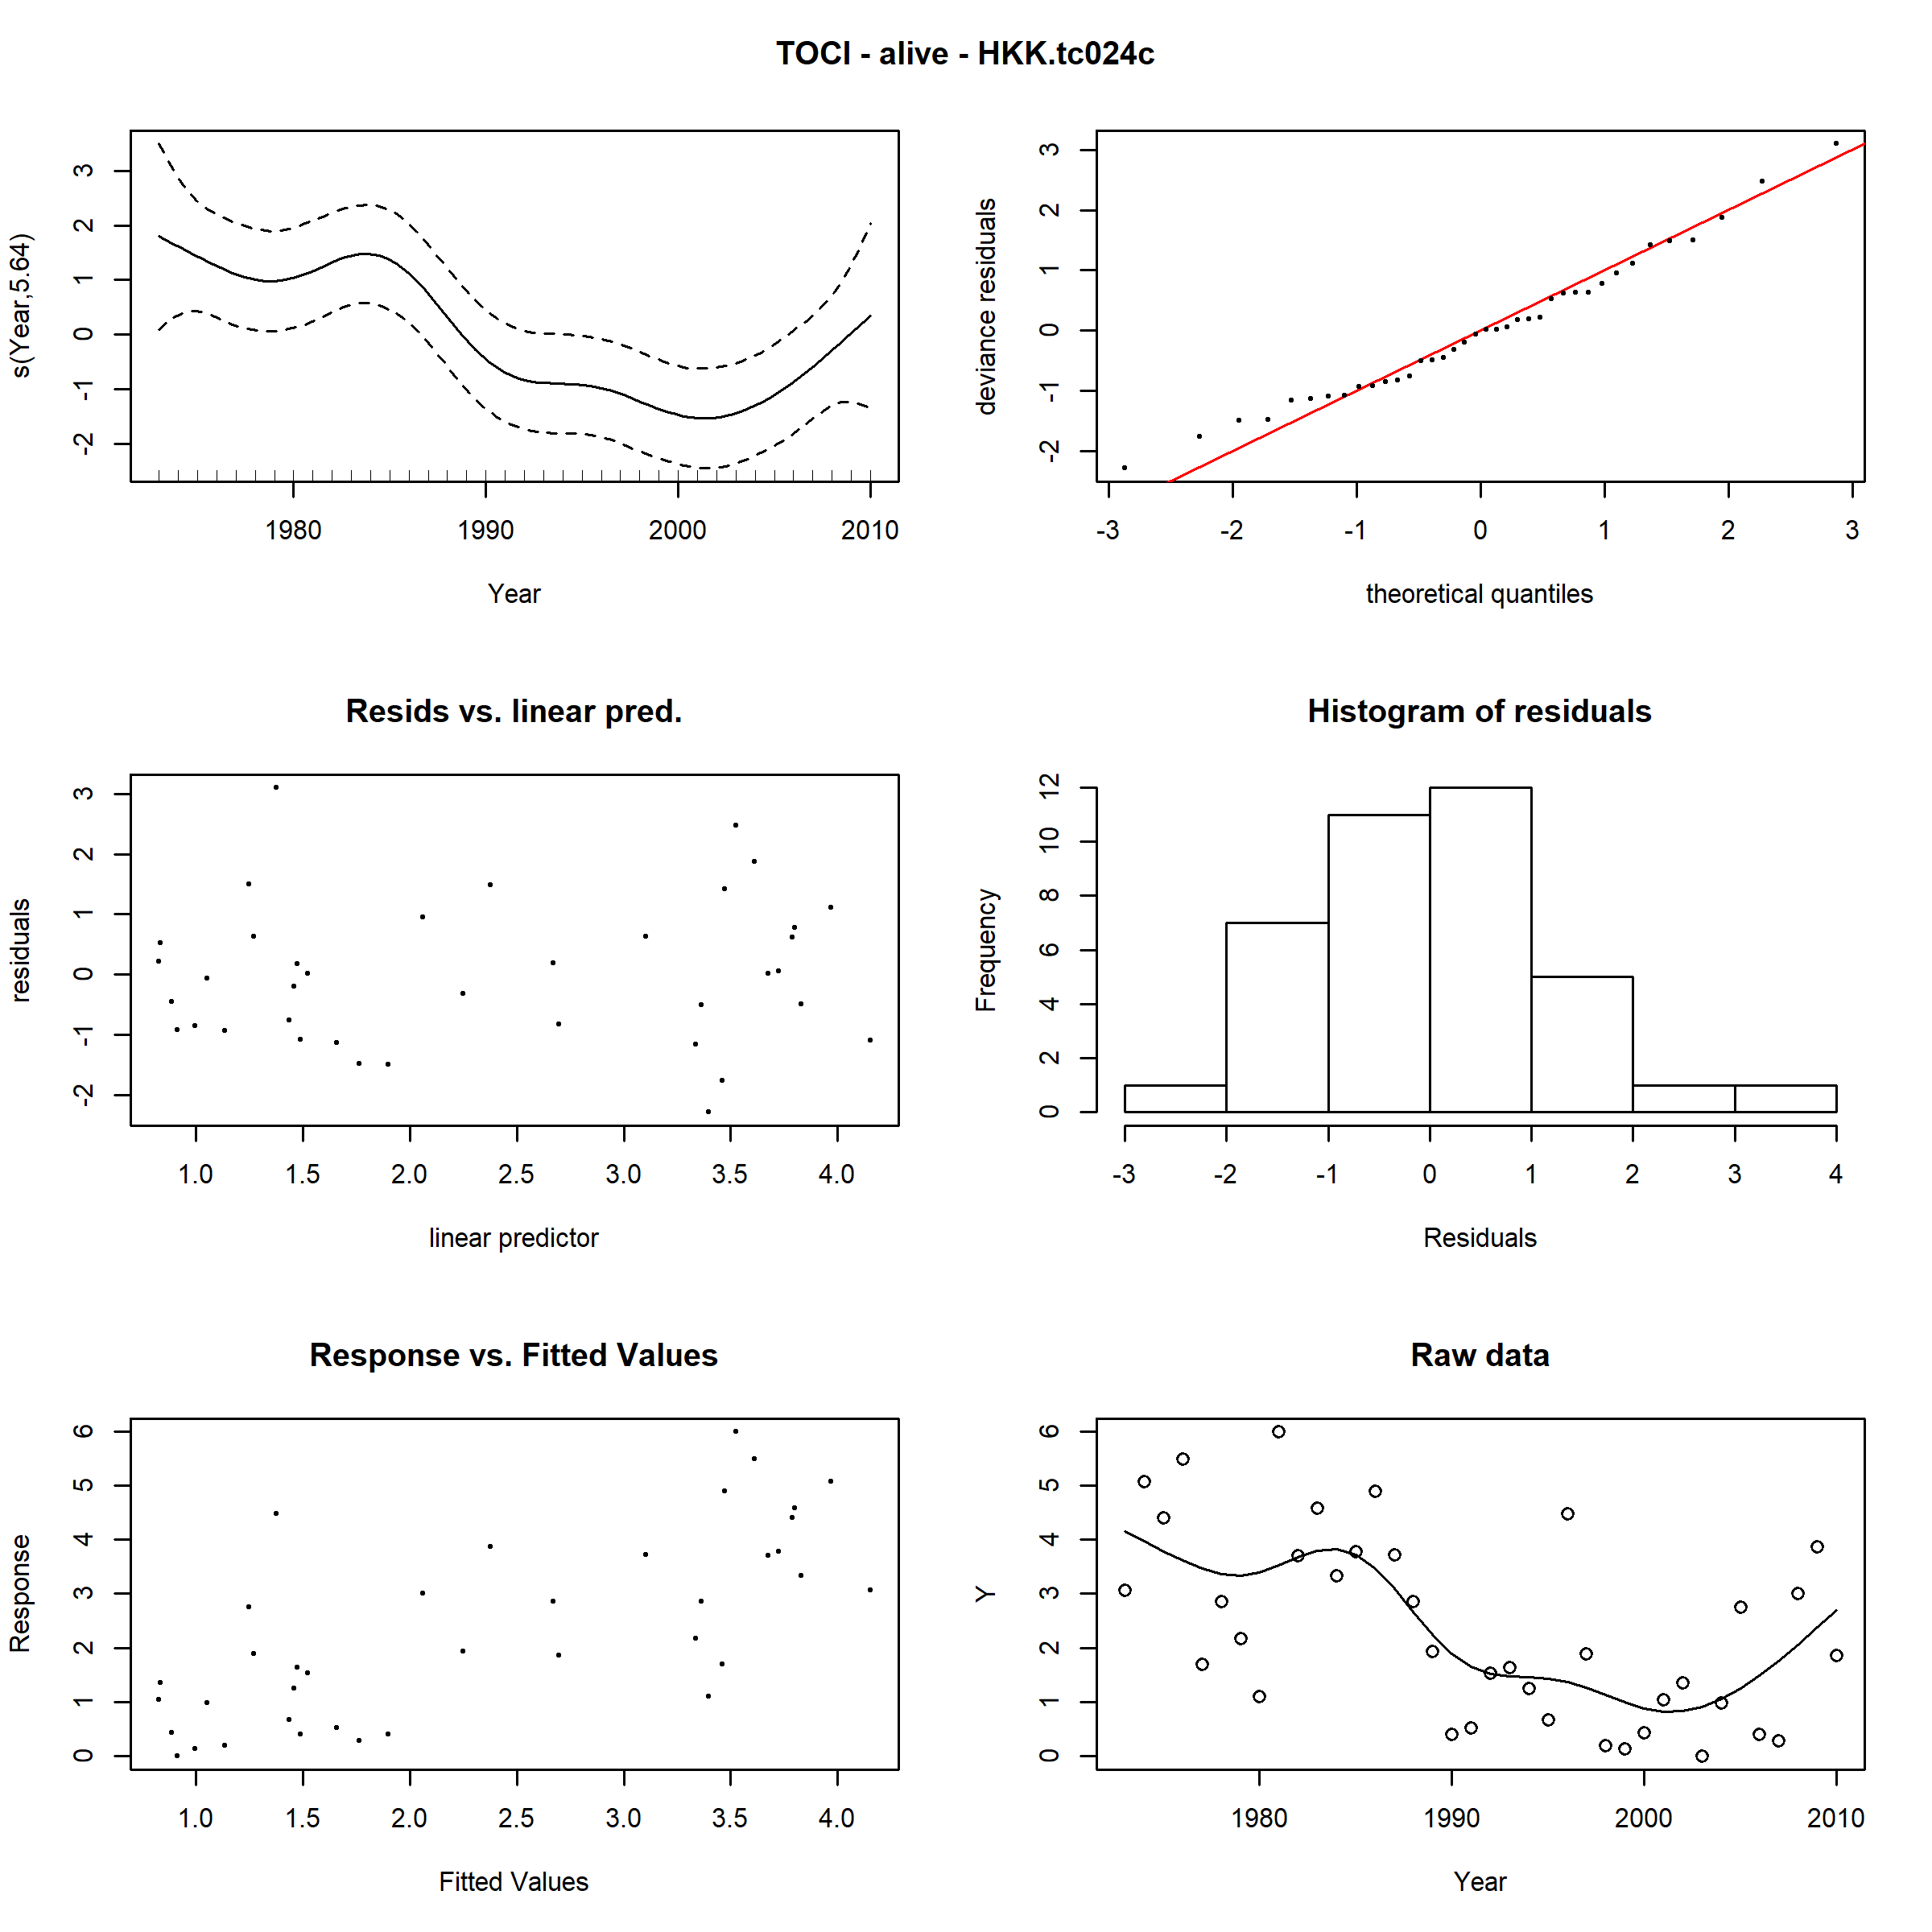 TOCI - alive - HKK.tc024c
s(Year,5.64)
3
2
1
0
-1
-2
1980 1990 2000 2010
Year
deviance residuals
3
2
1
0
-1
-2
-3 -2 -1 0 1 2 3
theoretical quantiles
Resids vs. linear pred.
residuals
3
2
1
0
-1
-2
1.0 1.5 2.0 2.5 3.0 3.5 4.0
linear predictor
Histogram of residuals
Frequency
12
10
8
6
4
2
0
-3 -2 -1 0 1 2 3 4
Residuals
Response vs. Fitted Values
Response
6
5
4
3
2
1
0
1.0 1.5 2.0 2.5 3.0 3.5 4.0
Fitted Values
Raw data
Y
6
5
4
3
2
1
0
1980 1990 2000 2010
Year